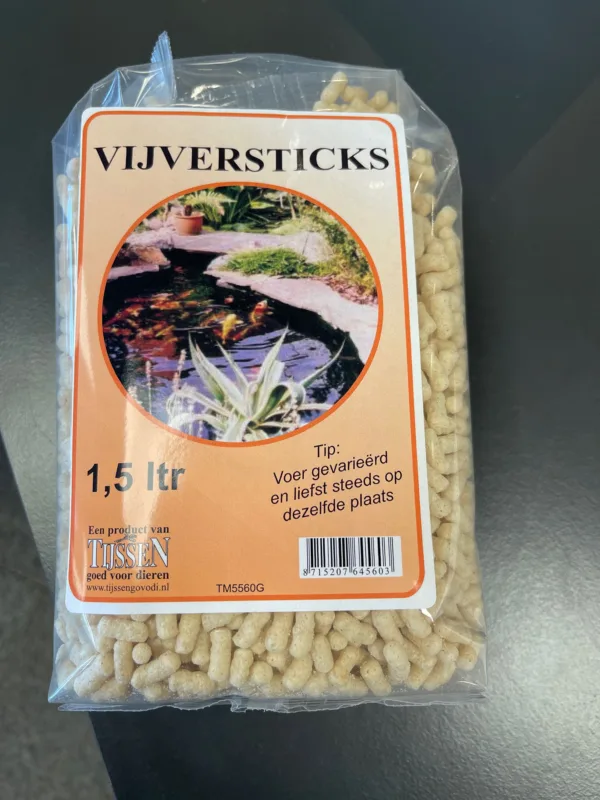 VIJVERSTICKS
1,5 ltr
Tip:
Voer gevarieërd
en liefst steeds op
dezelfde plaats
Een product van
TIJSSEN
goed voor dieren
www.tijssengovodi.nl
TM5560G
8 715207 645603